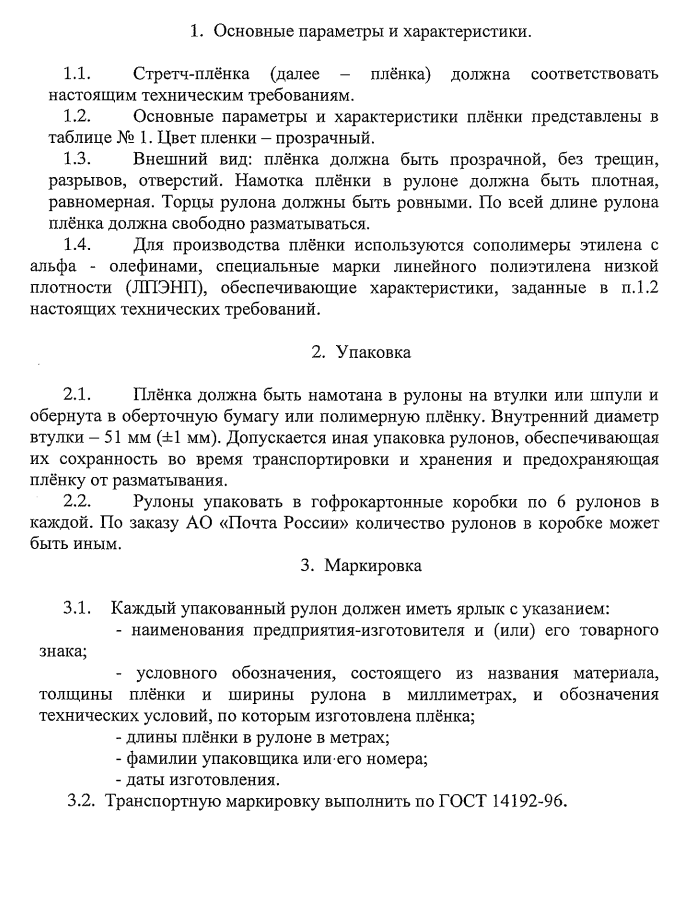 1. Основные параметры и характеристики.
1.1. Стретч-плёнка (далее – плёнка) должна соответствовать
настоящим техническим требованиям.
1.2. Основные параметры и характеристики плёнки представлены в
таблице № 1. Цвет пленки – прозрачный.
1.3. Внешний вид: плёнка должна быть прозрачной, без трещин,
разрывов, отверстий. Намотка плёнки в рулоне должна быть плотная,
равномерная. Торцы рулона должны быть ровными. По всей длине рулона
плёнка должна свободно разматываться.
1.4. Для производства плёнки используются сополимеры этилена с
альфа - олефинами, специальные марки линейного полиэтилена низкой
плотности (ЛПЭНП), обеспечивающие характеристики, заданные в п.1.2
настоящих технических требований.
2. Упаковка
2.1. Плёнка должна быть намотана в рулоны на втулки или шпули и
обернута в оберточную бумагу или полимерную плёнку. Внутренний диаметр
втулки – 51 мм (±1 мм). Допускается иная упаковка рулонов, обеспечивающая
их сохранность во время транспортировки и хранения и предохраняющая
плёнку от разматывания.
2.2. Рулоны упаковать в гофрокартонные коробки по 6 рулонов в
каждой. По заказу АО «Почта России» количество рулонов в коробке может
быть иным.
3. Маркировка
3.1. Каждый упакованный рулон должен иметь ярлык с указанием:
- наименования предприятия-изготовителя и (или) его товарного
знака;
- условного обозначения, состоящего из названия материала,
толщины плёнки и ширины рулона в миллиметрах, и обозначения
технических условий, по которым изготовлена плёнка;
- длины плёнки в рулоне в метрах;
- фамилии упаковщика или его номера;
- даты изготовления.
3.2. Транспортную маркировку выполнить по ГОСТ 14192-96.